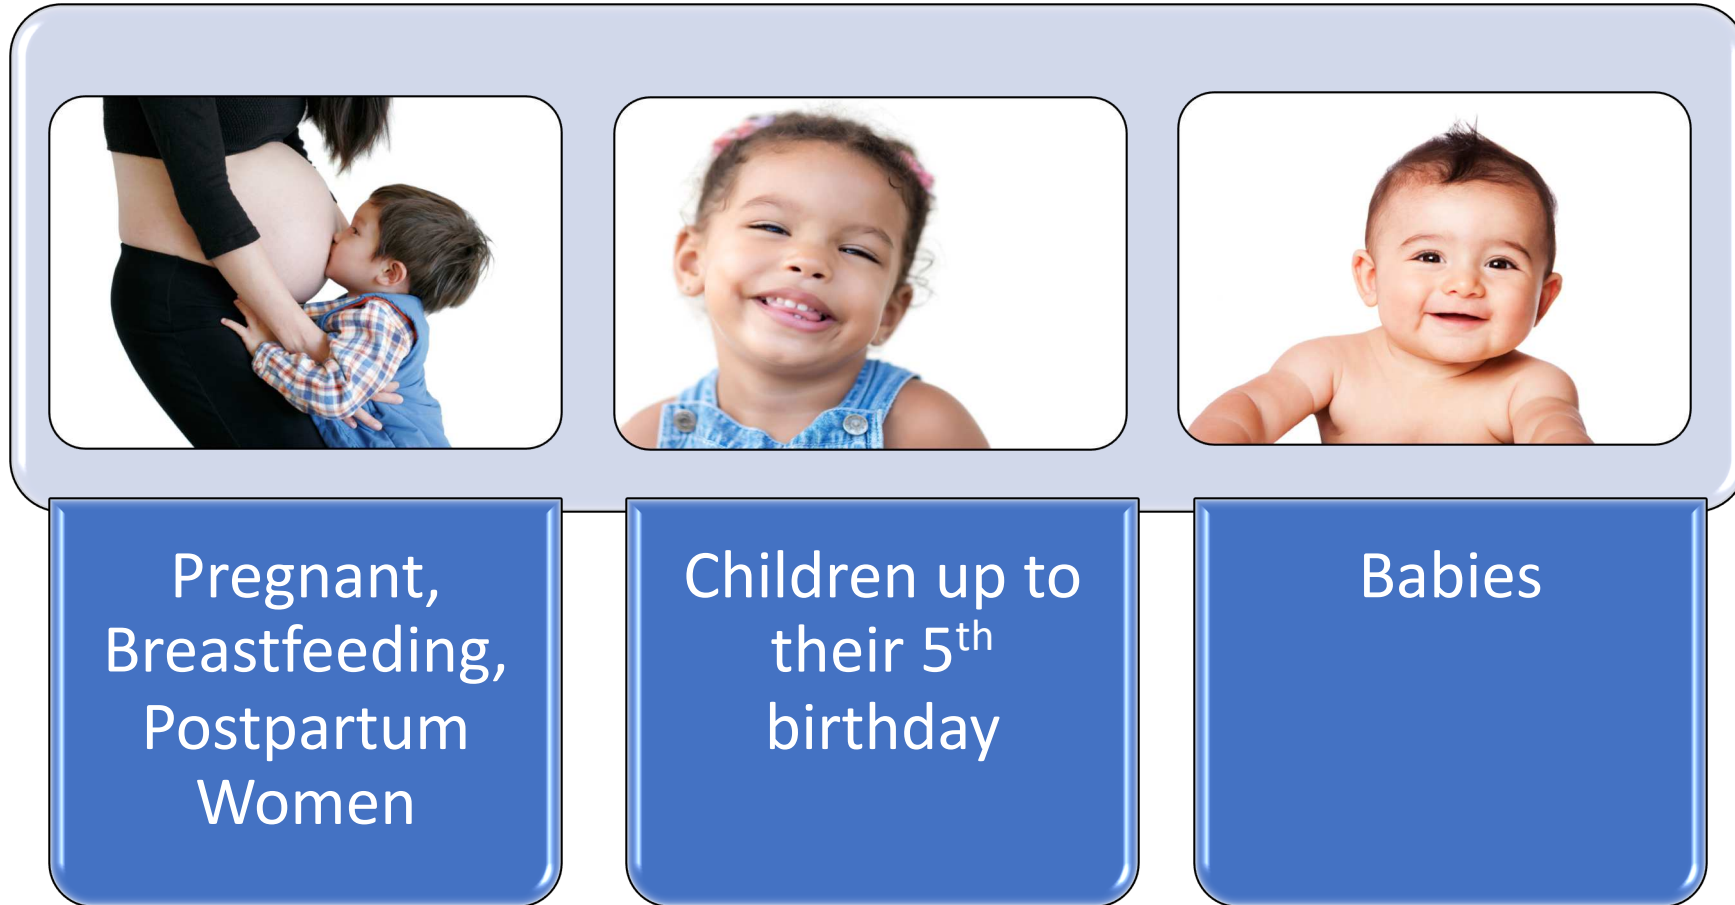 Pregnant,
Breastfeeding,
Postpartum
Women
Children up to
their 5th
birthday
Babies